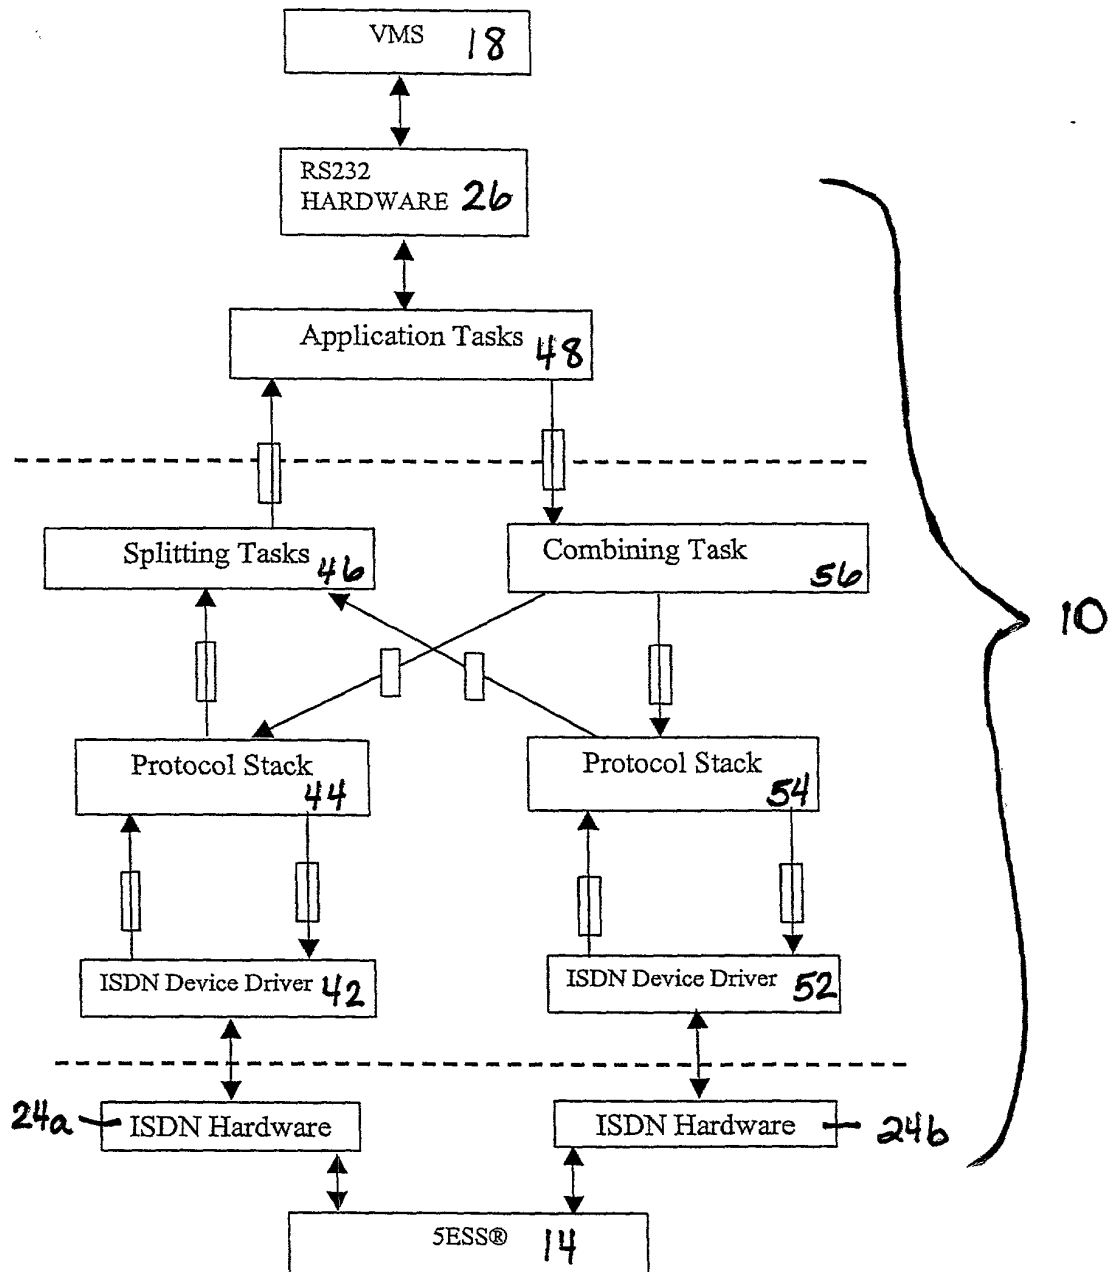 VMS 18
RS232
HARDWARE 26
Application Tasks
48
Splitting Tasks
46
Combining Task
56
10
Protocol Stack
44
Protocol Stack
54
ISDN Device Driver 42
ISDN Device Driver 52
24a ISDN Hardware
ISDN Hardware 24b
5ESS® 14